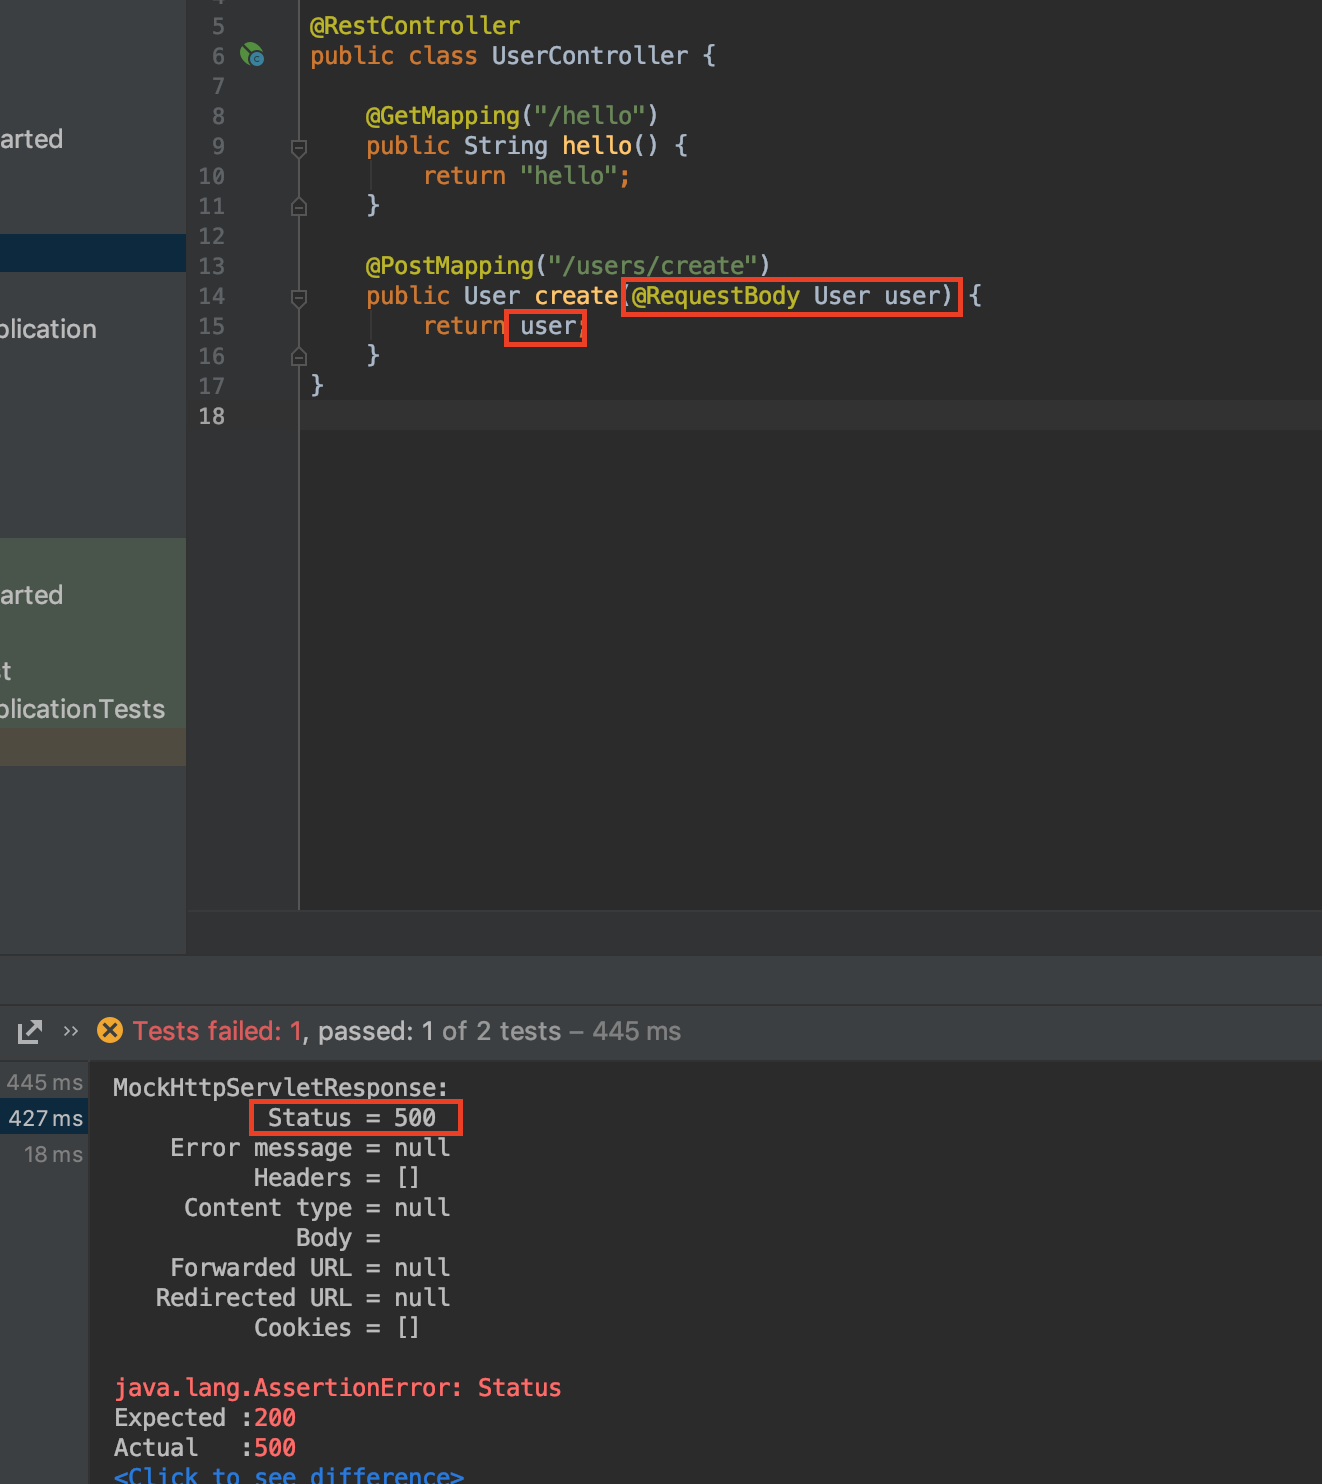 5 @RestController
6 public class UserController {
7
8 @GetMapping("/hello")
arted
9 public String hello() {
10 return "hello";
11 }
12
13 @PostMapping("/users/create")
14 public User create(@RequestBody User user) {
plication
15 return user;
16 }
17 }
18
arted
t
plicationTests
Tests failed: 1, passed: 1 of 2 tests – 445 ms
445 ms
427 ms
18 ms
MockHttpServletResponse:
Status = 500
Error message = null
Headers = []
Content type = null
Body =
Forwarded URL = null
Redirected URL = null
Cookies = []
java.lang.AssertionError: Status
Expected :200
Actual :500
<Click to see difference>